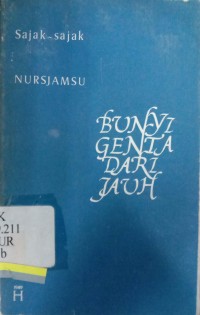 Sajak-sajak
NURSJAMSU
BUNYI
GENTA
DARI
JAUH
X
.211
UR
b
H